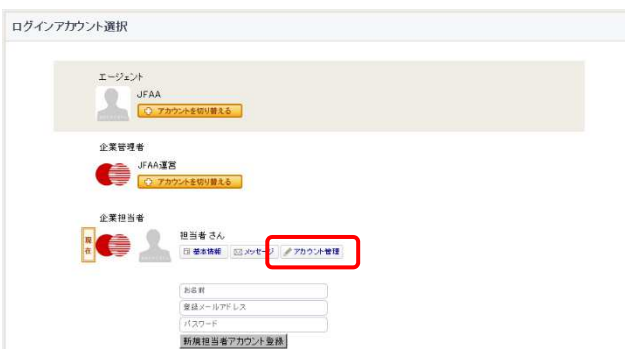 ログインアカウント選択
エージェント
JFAA
アカウントを切り替える
企業管理者
JFAA運営
アカウントを切り替える
企業担当者
現在
担当者 さん
基本情報 メッセージ アカウント管理
お名前
登録メールアドレス
パスワード
新規担当者アカウント登録